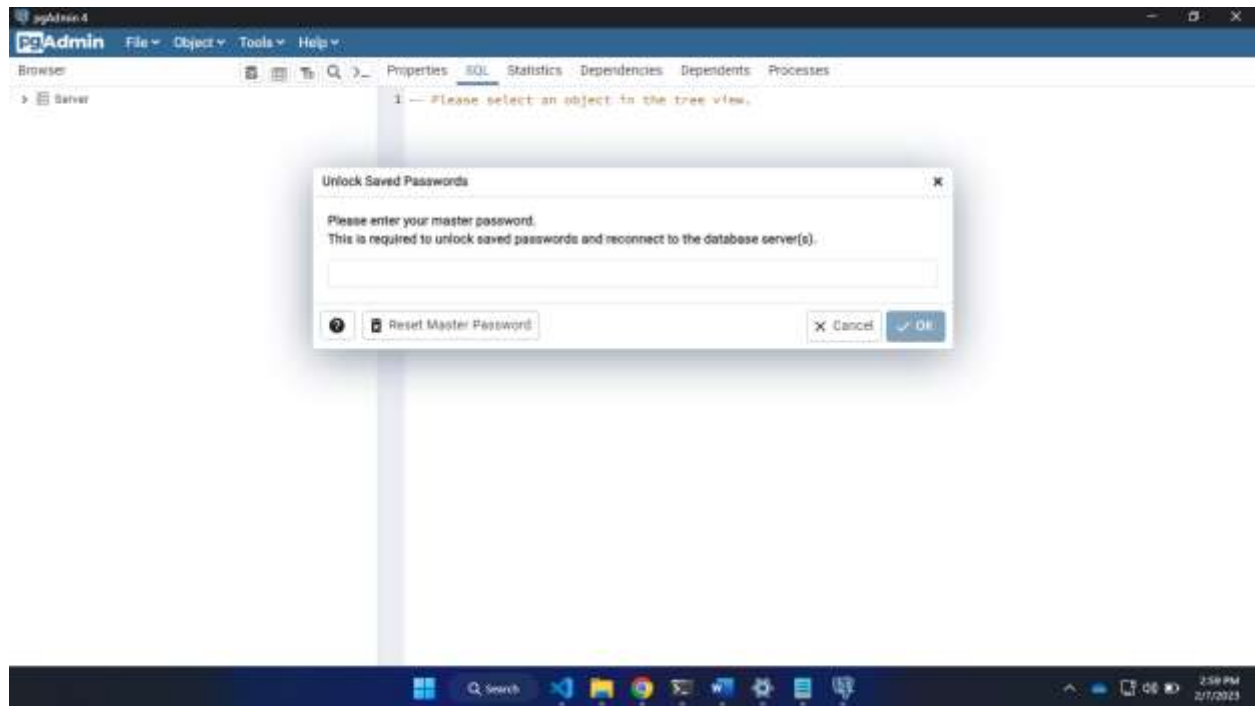 pgAdmin 4
pgAdmin File Object Tools Help
Browser
Properties SQL Statistics Dependencies Dependents Processes
Server
1 -- Please select an object in the tree view.
Unlock Saved Passwords
Please enter your master password.
This is required to unlock saved passwords and reconnect to the database server(s).
Reset Master Password
Cancel
OK
Search
2:59 PM
2/7/2023